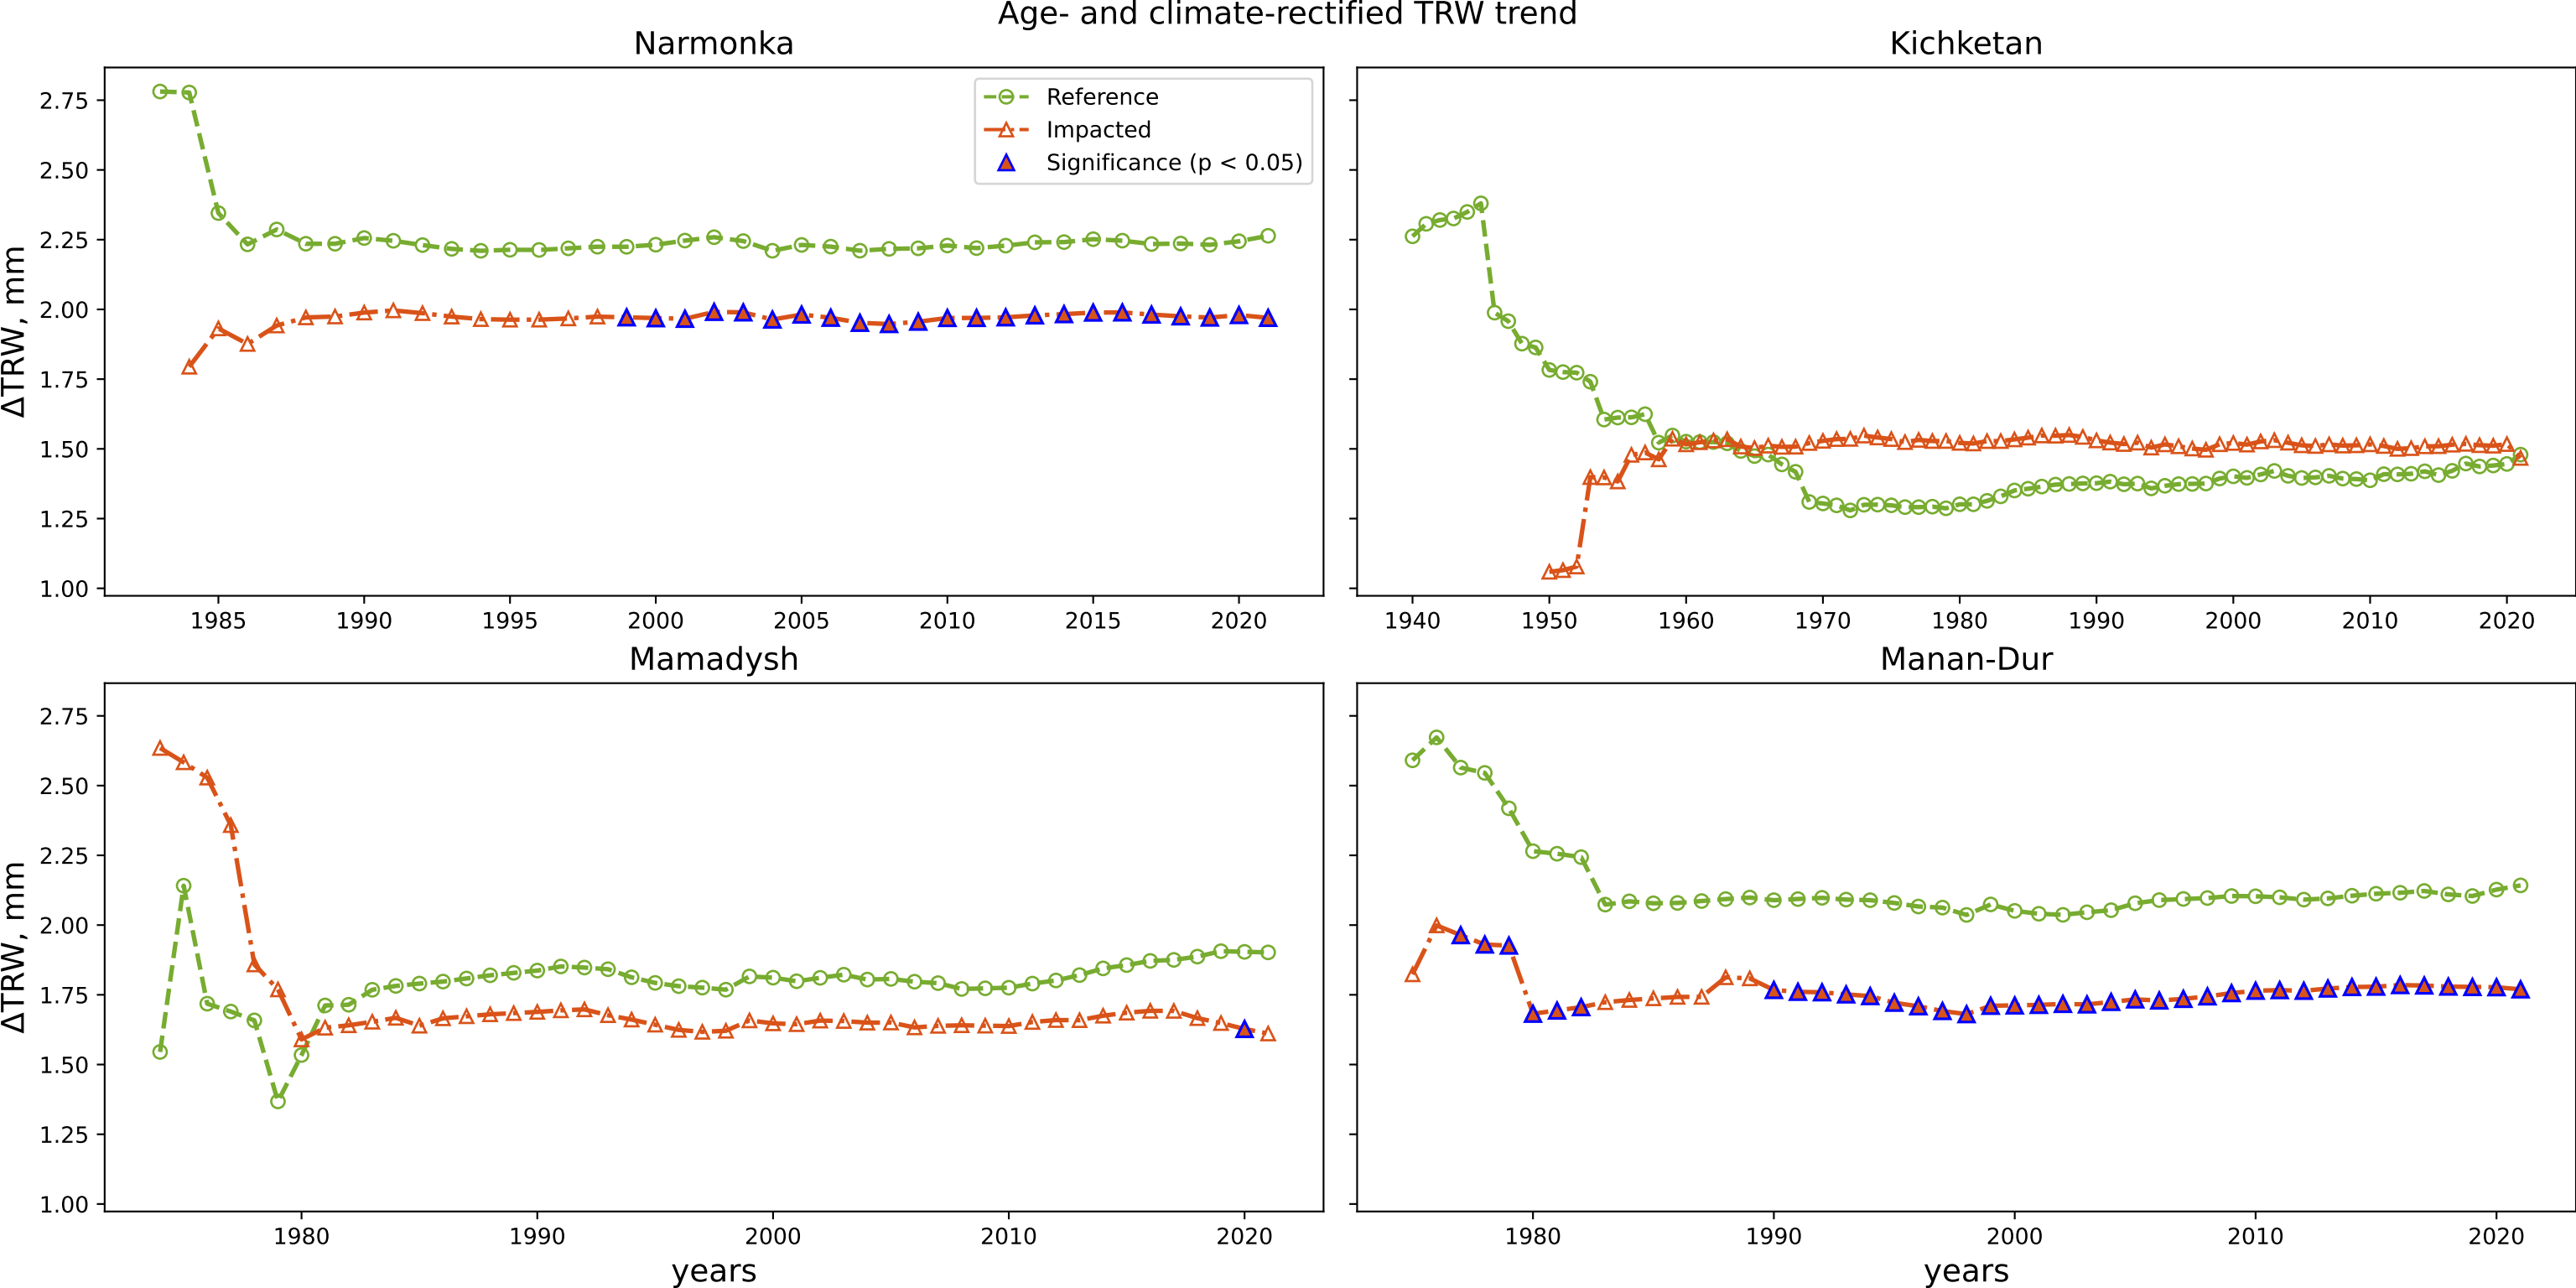 Age- and climate-rectified TRW trend
Narmonka
Kichketan
ΔTRW, mm
2.75
2.50
2.25
2.00
1.75
1.50
1.25
1.00
Reference
Impacted
Significance (p < 0.05)
1985 1990 1995 2000 2005 2010 2015 2020
1940 1950 1960 1970 1980 1990 2000 2010 2020
Mamadysh
Manan-Dur
ΔTRW, mm
2.75
2.50
2.25
2.00
1.75
1.50
1.25
1.00
1980 1990 2000 2010 2020
1980 1990 2000 2010 2020
years
years